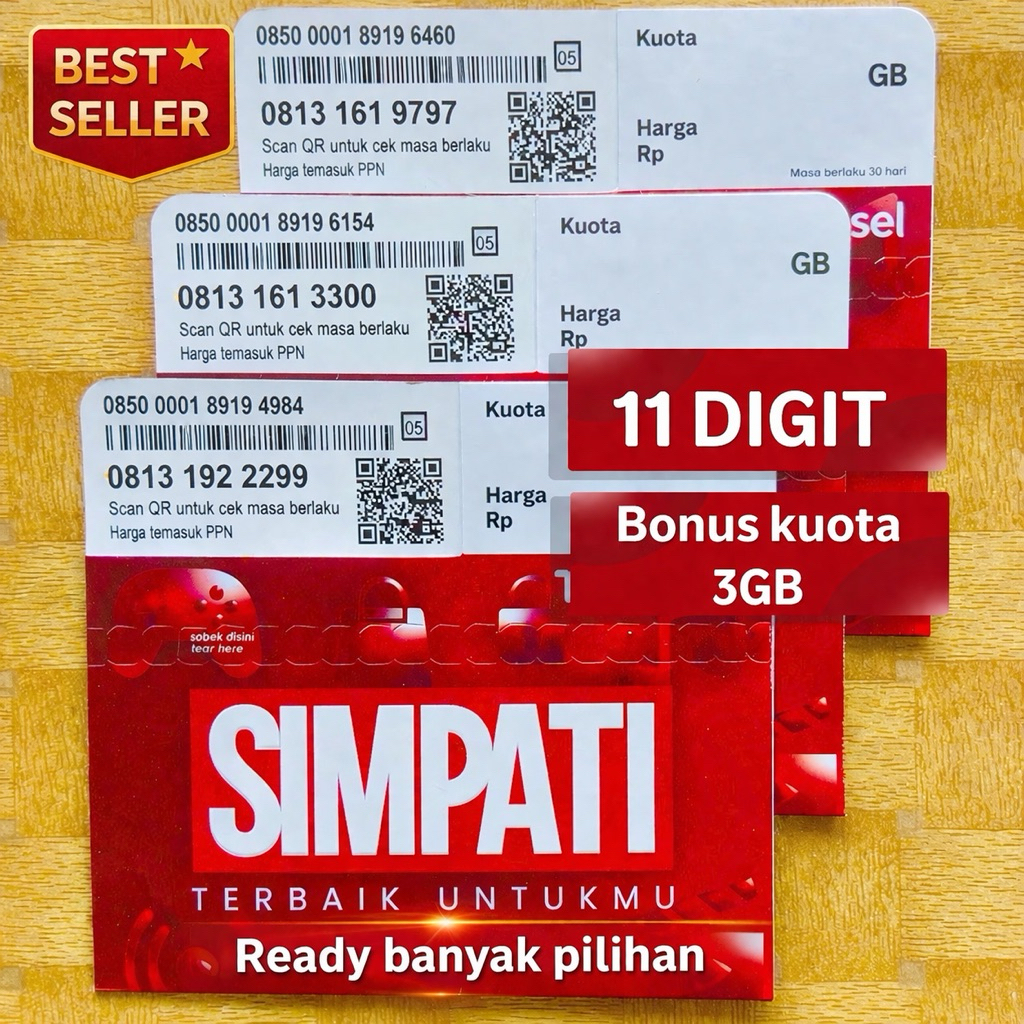 BEST
SELLER
0850 0001 8919 6460
05
0813 161 9797
Scan QR untuk cek masa berlaku
Harga temasuk PPN
Kuota
GB
Harga
Rp
Masa berlaku 30 hari
sel
0850 0001 8919 6154
05
0813 161 3300
Scan QR untuk cek masa berlaku
Harga temasuk PPN
Kuota
GB
Harga
Rp
0850 0001 8919 4984
05
0813 192 2299
Scan QR untuk cek masa berlaku
Harga temasuk PPN
Kuota
Harga
Rp
11 DIGIT
Bonus kuota
3GB
sobek disini
tear here
SIMPATI
TERBAIK UNTUKMU
Ready banyak pilihan